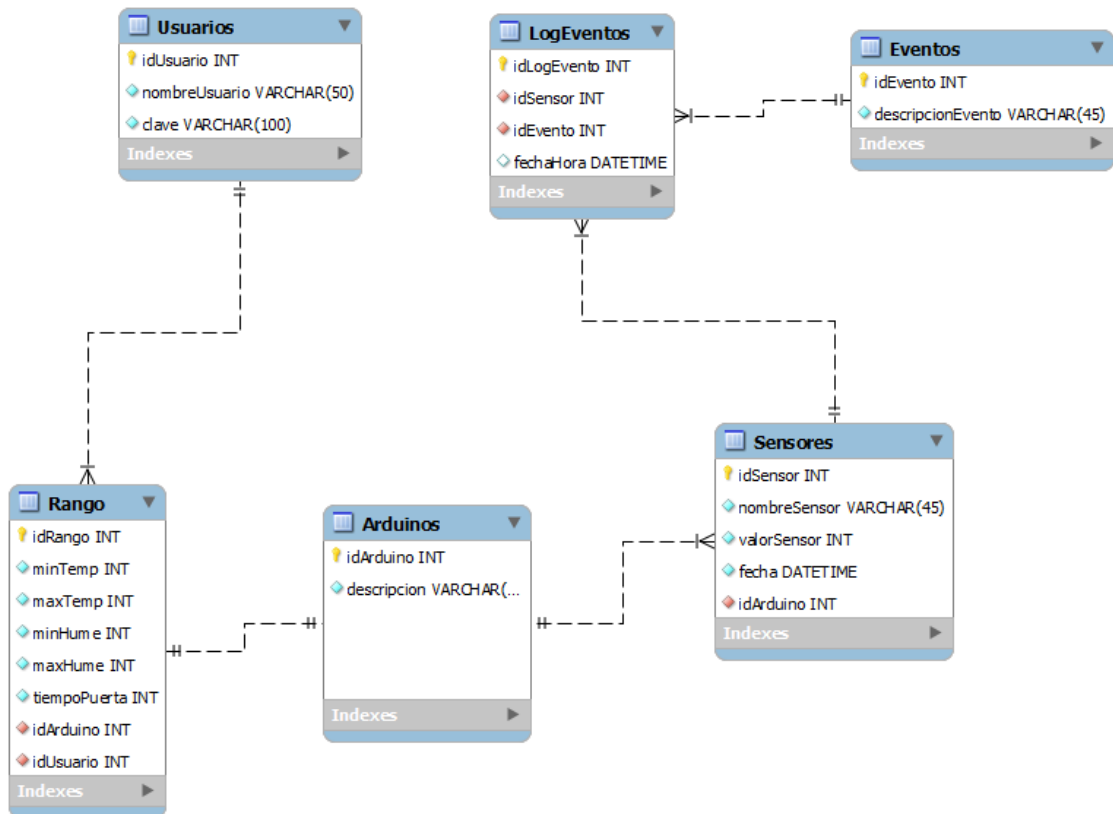 Usuarios
idUsuario INT
nombreUsuario VARCHAR(50)
clave VARCHAR(100)
Indexes
LogEventos
idLogEvento INT
idSensor INT
idEvento INT
fechaHora DATETIME
Indexes
Eventos
idEvento INT
descripcionEvento VARCHAR(45)
Indexes
Rango
idRango INT
minTemp INT
maxTemp INT
minHume INT
maxHume INT
tiempoPuerta INT
idArduino INT
idUsuario INT
Indexes
Arduinos
idArduino INT
descripcion VARCHAR(...
Indexes
Sensores
idSensor INT
nombreSensor VARCHAR(45)
valorSensor INT
fecha DATETIME
idArduino INT
Indexes